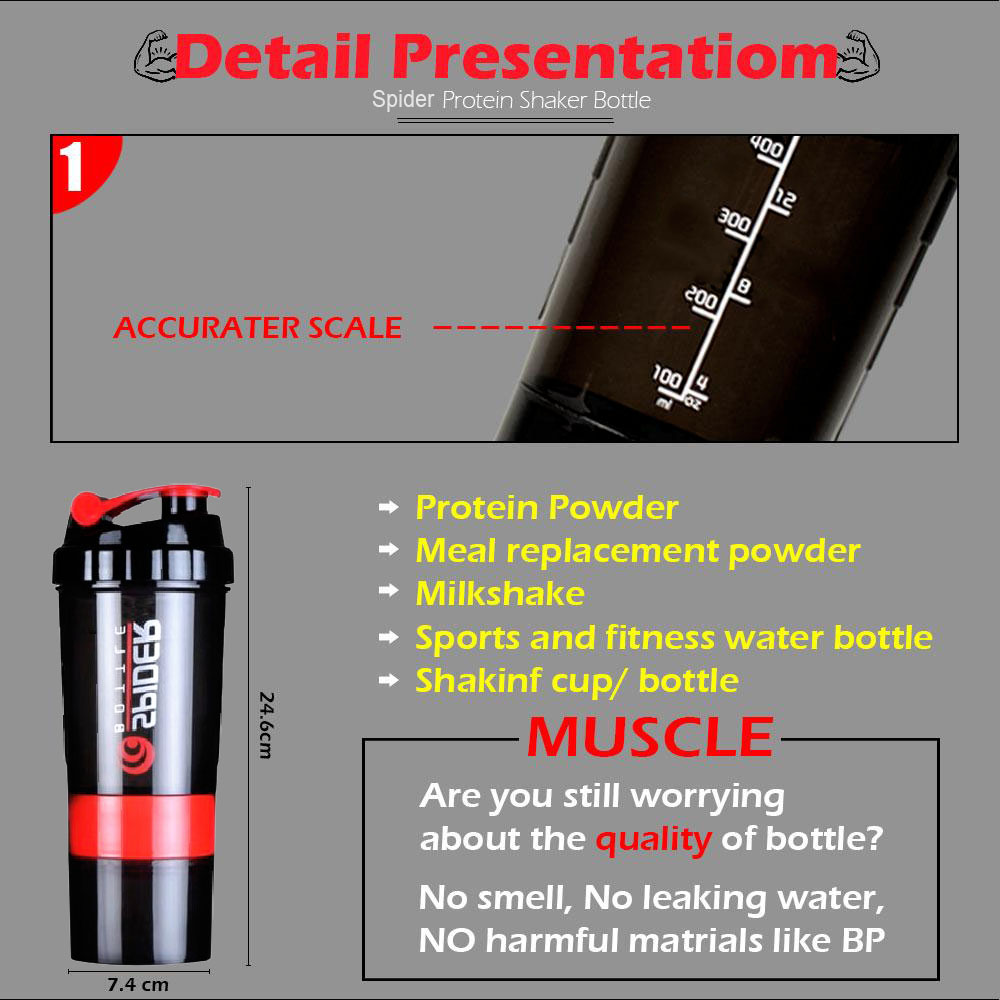 Detail Presentatiom
Spider Protein Shaker Bottle
1
400
12
300
8
200
100 4
ml oz
ACCURATER SCALE
Protein Powder
Meal replacement powder
Milkshake
Sports and fitness water bottle
Shakinf cup/ bottle
SPIDER
BOTTLE
24.6cm
7.4 cm
MUSCLE
Are you still worrying
about the quality of bottle?
No smell, No leaking water,
NO harmful matrials like BP